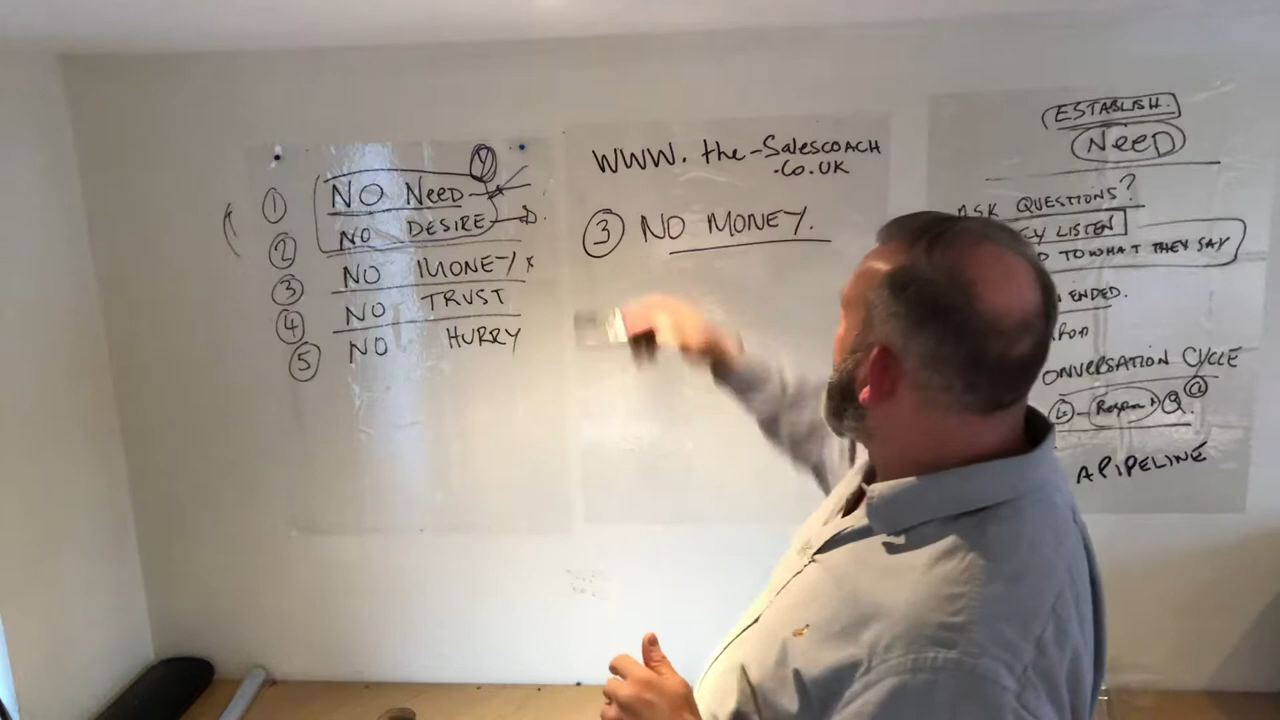 ① NO NEED
② NO DESIRE D.
③ NO MONEY x
④ NO TRUST
⑤ NO HURRY
WWW. the-SalesCOACH
.CO.UK
③ NO MONEY.
ESTABLISH.
NEED
ASK QUESTIONS?
LISTEN
TO WHAT THEY SAY
ENDED.
ONVERSATION CYCLE
Q
A PIPELINE